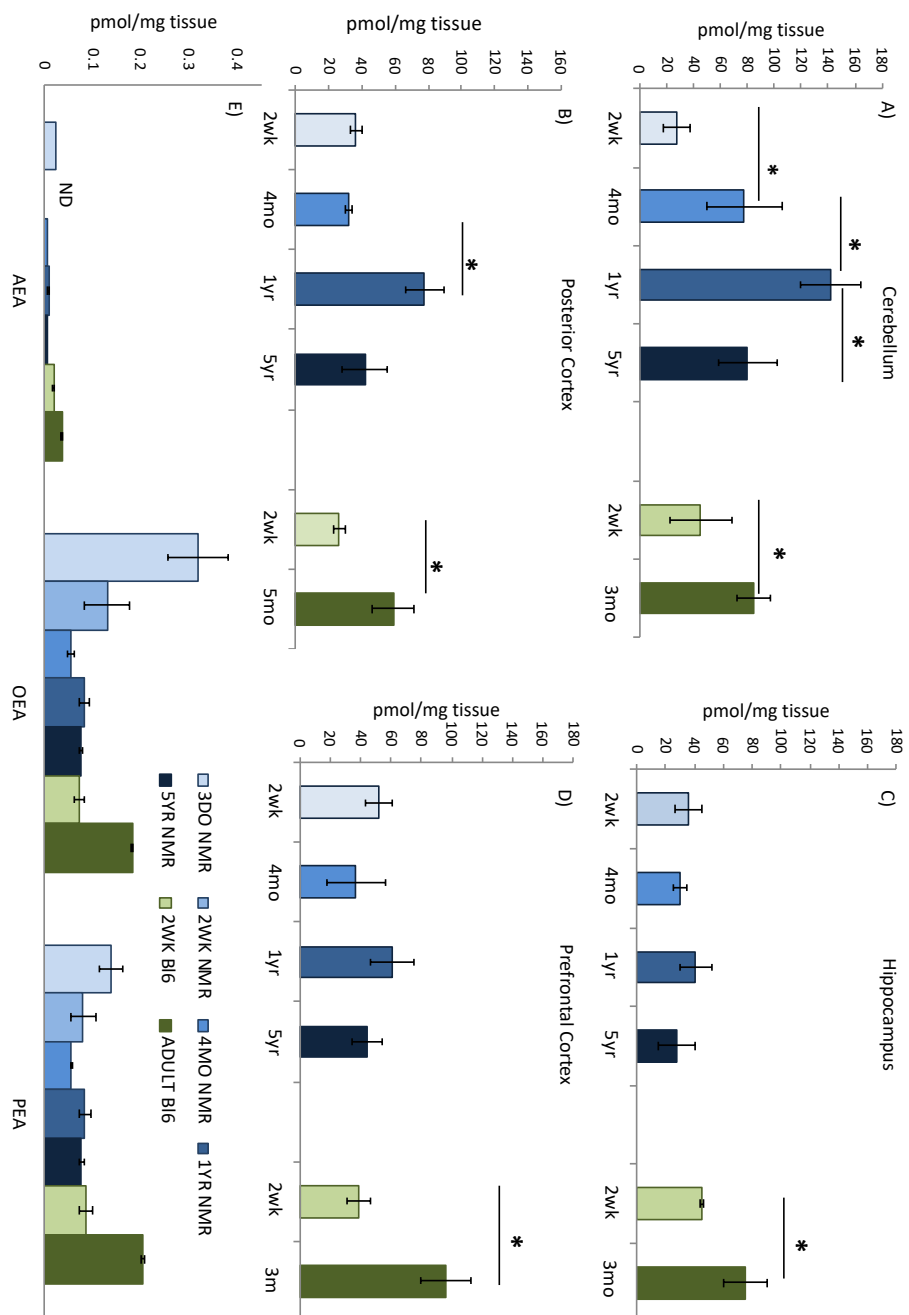 A)
Cerebellum
pmol/mg tissue
180
160
140
120
100
80
60
40
20
0
*
*
*
*
2wk
4mo
1yr
5yr
2wk
3mo
C)
Hippocampus
pmol/mg tissue
180
160
140
120
100
80
60
40
20
0
*
2wk
4mo
1yr
5yr
2wk
3mo
B)
Posterior Cortex
pmol/mg tissue
180
160
140
120
100
80
60
40
20
0
*
*
2wk
4mo
1yr
5yr
2wk
5mo
D)
Prefrontal Cortex
pmol/mg tissue
180
160
140
120
100
80
60
40
20
0
*
2wk
4mo
1yr
5yr
2wk
3m
E)
pmol/mg tissue
0.4
0.3
0.2
0.1
0
3DO NMR
2WK NMR
4MO NMR
1YR NMR
5YR NMR
2WK Bl6
ADULT Bl6
ND
AEA
OEA
PEA